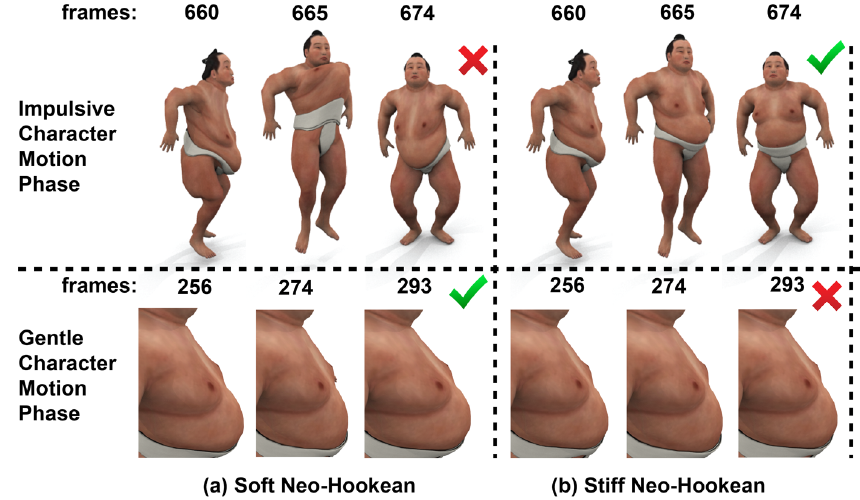 frames: 660 665 674 660 665 674
Impulsive
Character
Motion
Phase
frames: 256 274 293 256 274 293
Gentle
Character
Motion
Phase
(a) Soft Neo-Hookean (b) Stiff Neo-Hookean